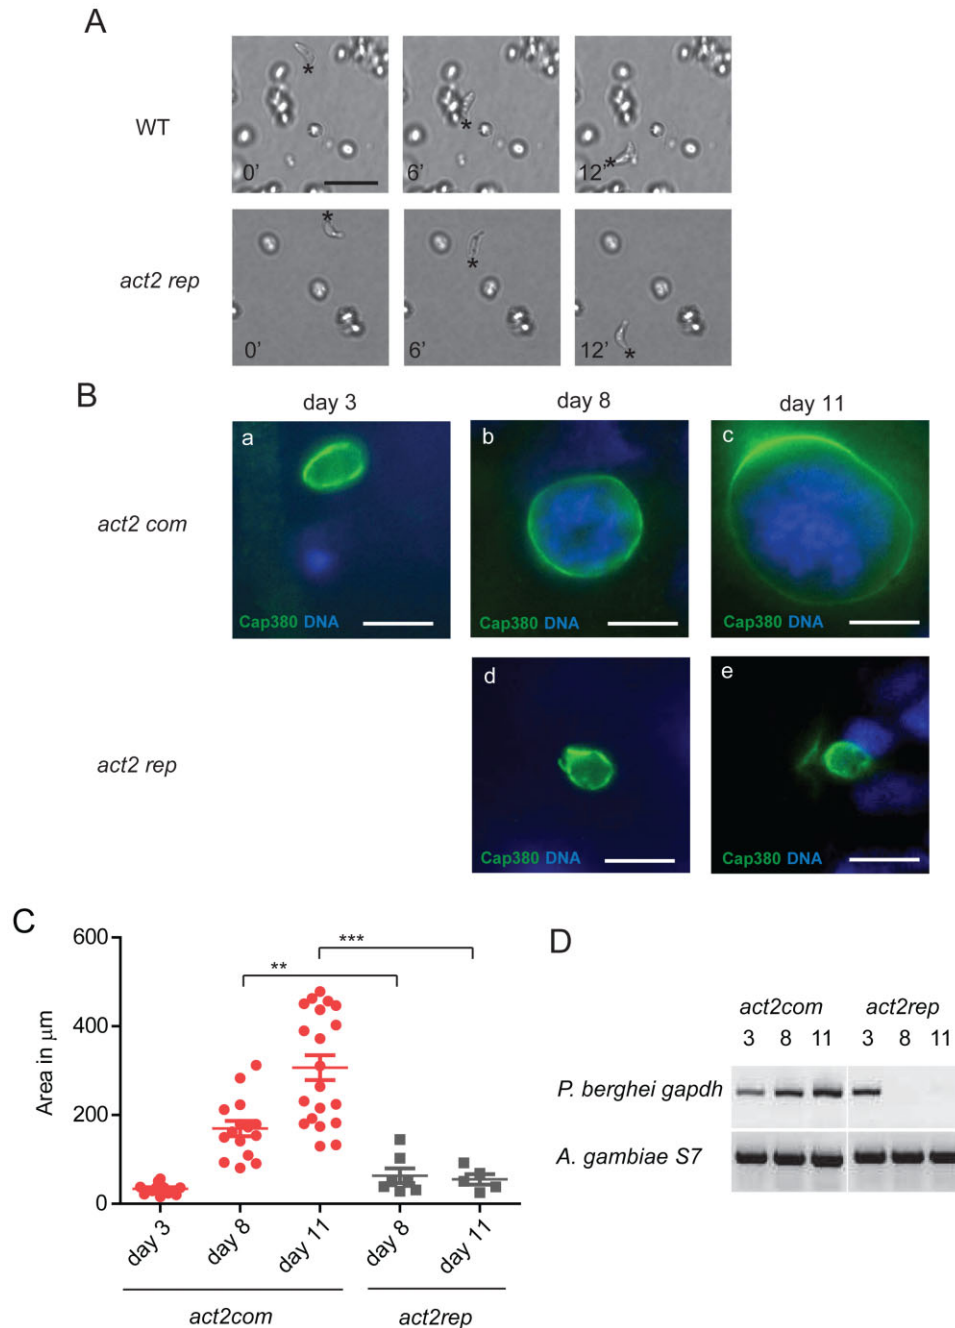 A
WT
0'
6'
12'
*
*
*
act2 rep
0'
6'
12'
*
*
*
B
day 3
day 8
day 11
act2 com
a
Cap380 DNA
b
Cap380 DNA
c
Cap380 DNA
act2 rep
d
Cap380 DNA
e
Cap380 DNA
C
Area in μm
600
400
200
0
**
***
day 3
day 8
day 11
day 8
day 11
act2com
act2rep
D
act2com act2rep
3 8 11 3 8 11
P. berghei gapdh
A. gambiae S7